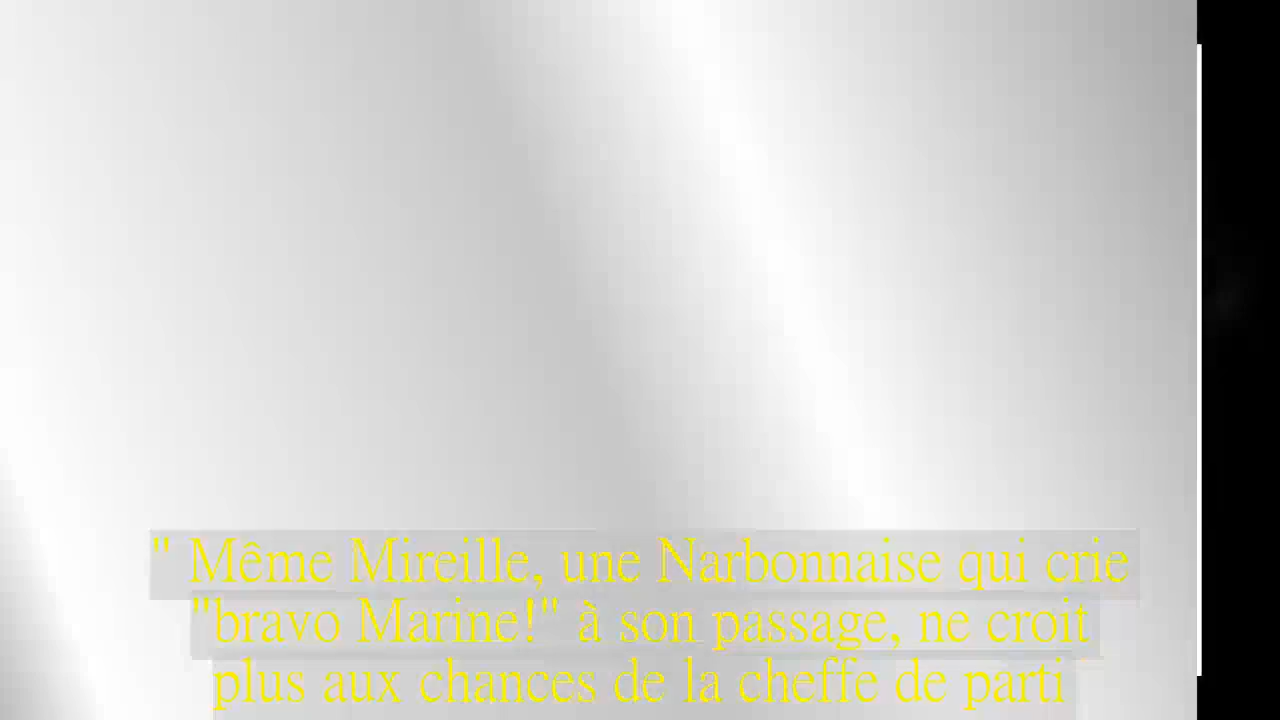 " Même Mireille, une Narbonnaise qui crie
"bravo Marine!" à son passage, ne croit
plus aux chances de la cheffe de parti